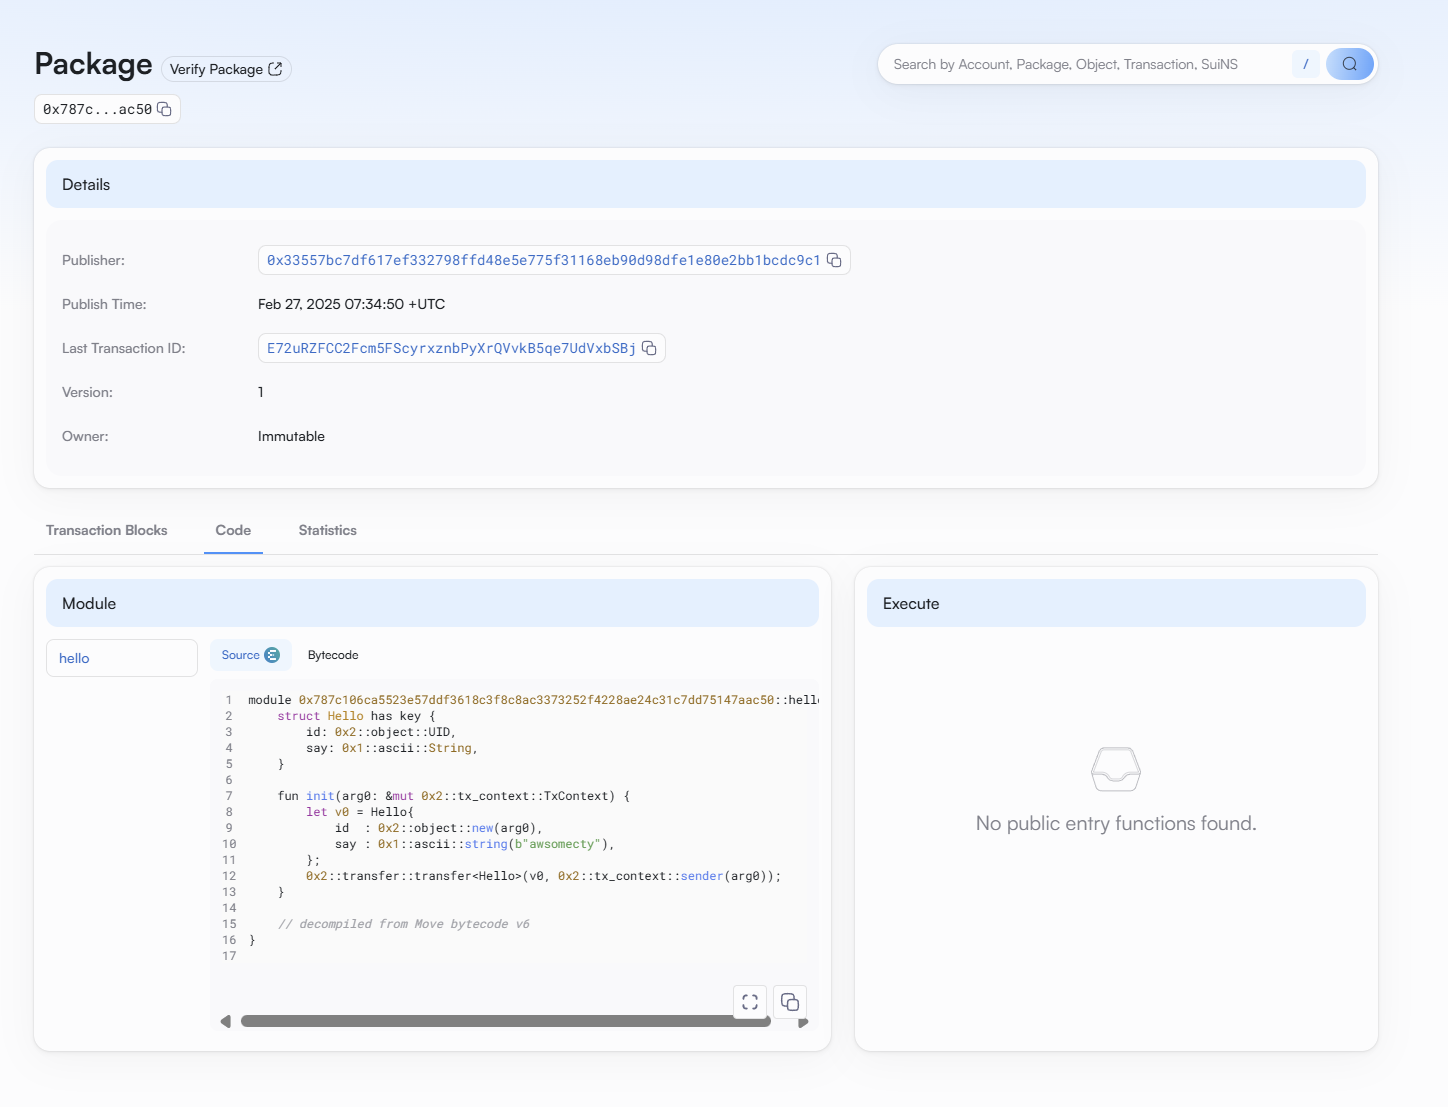 Package
Verify Package
Search by Account, Package, Object, Transaction, SuiNS
/
0x787c...ac50
Details
Publisher:
0x33557bc7df617ef332798ffd48e5e775f31168eb90d98dfe1e80e2bb1bcdc9c1
Publish Time:
Feb 27, 2025 07:34:50 +UTC
Last Transaction ID:
E72uRZFCC2Fcm5FScyrxznbPyXrQVvkB5qe7UdVxbSBj
Version:
1
Owner:
Immutable
Transaction Blocks
Code
Statistics
Module
hello
Source
Bytecode
1 module 0x787c106ca5523e57ddf3618c3f8c8ac3373252f4228ae24c31c7dd75147aac50::hello
2     struct Hello has key {
3         id: 0x2::object::UID,
4         say: 0x1::ascii::String,
5     }
6
7     fun init(arg0: &mut 0x2::tx_context::TxContext) {
8         let v0 = Hello{
9             id  : 0x2::object::new(arg0),
10             say : 0x1::ascii::string(b"awsomecty"),
11         };
12         0x2::transfer::transfer<Hello>(v0, 0x2::tx_context::sender(arg0));
13     }
14
15     // decompiled from Move bytecode v6
16 }
17
Execute
No public entry functions found.